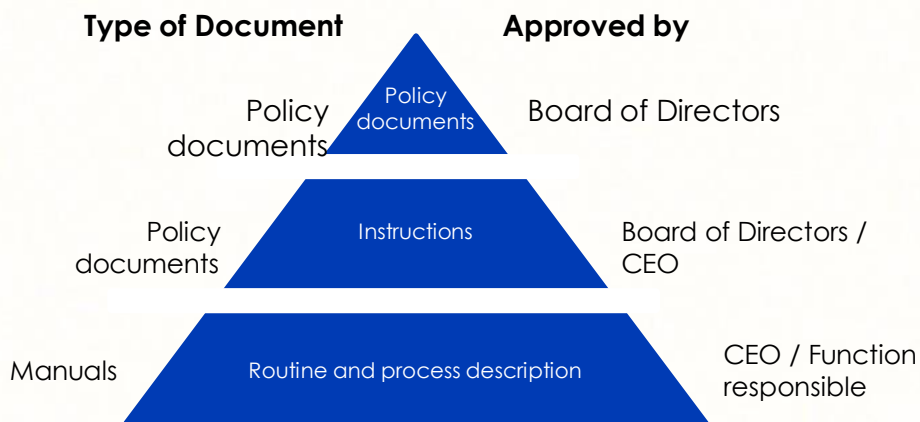 Type of Document
Approved by
Policy
documents
Policy
documents
Board of Directors
Policy
documents
Instructions
Board of Directors /
CEO
Manuals
Routine and process description
CEO / Function
responsible